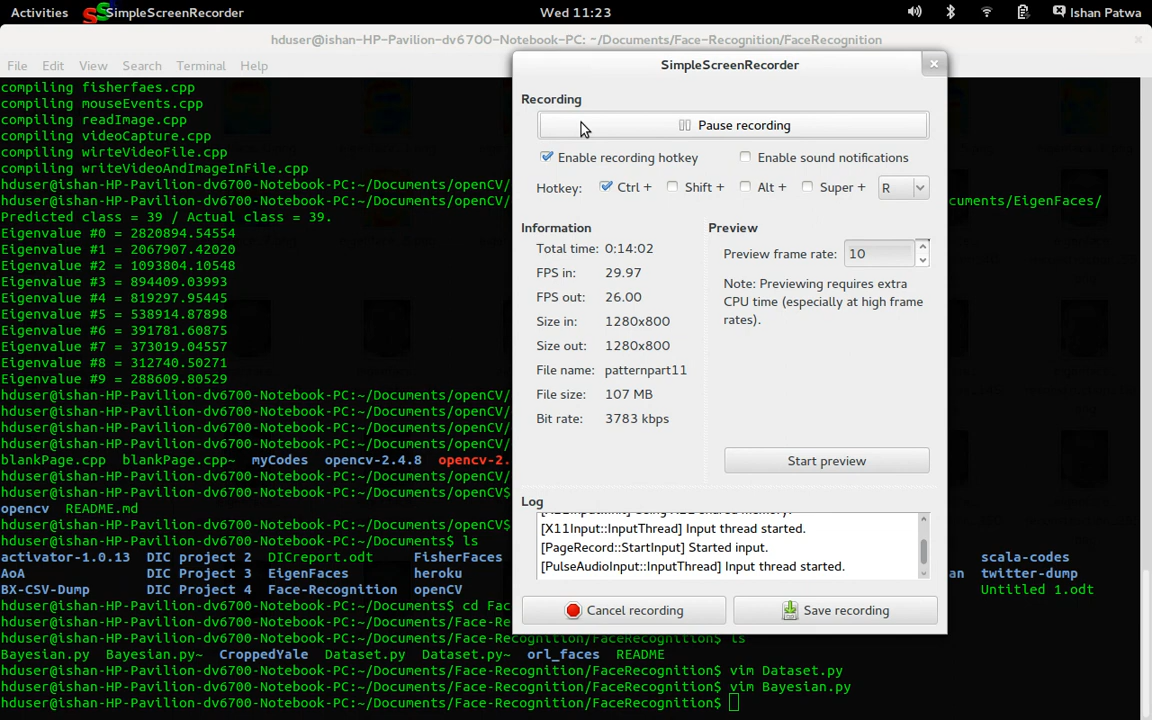 Activities SimpleScreenRecorder Wed 11:23 Ishan Patwa
hduser@ishan-HP-Pavilion-dv6700-Notebook-PC: ~/Documents/Face-Recognition/FaceRecognition
File Edit View Search Terminal Help
compiling fisherfaes.cpp
compiling mouseEvents.cpp
compiling readImage.cpp
compiling videoCapture.cpp
compiling wirteVideoFile.cpp
compiling writeVideoAndImageInFile.cpp
hduser@ishan-HP-Pavilion-dv6700-Notebook-PC:~/Documents/openCV/
hduser@ishan-HP-Pavilion-dv6700-Notebook-PC:~/Documents/openCV/ cuments/EigenFaces/
Predicted class = 39 / Actual class = 39.
Eigenvalue #0 = 2820894.54554
Eigenvalue #1 = 2067907.42020
Eigenvalue #2 = 1093804.10548
Eigenvalue #3 = 894409.03993
Eigenvalue #4 = 819297.95445
Eigenvalue #5 = 538914.87898
Eigenvalue #6 = 391781.60875
Eigenvalue #7 = 373019.04557
Eigenvalue #8 = 312740.50271
Eigenvalue #9 = 288609.80529
hduser@ishan-HP-Pavilion-dv6700-Notebook-PC:~/Documents/openCV/
hduser@ishan-HP-Pavilion-dv6700-Notebook-PC:~/Documents/openCV/
hduser@ishan-HP-Pavilion-dv6700-Notebook-PC:~/Documents/openCV/
hduser@ishan-HP-Pavilion-dv6700-Notebook-PC:~/Documents/openCV/
blankPage.cpp blankPage.cpp~ myCodes opencv-2.4.8 opencv-2.
hduser@ishan-HP-Pavilion-dv6700-Notebook-PC:~/Documents/openCV/
hduser@ishan-HP-Pavilion-dv6700-Notebook-PC:~/Documents/openCV$
opencv README.md
hduser@ishan-HP-Pavilion-dv6700-Notebook-PC:~/Documents/openCV$
hduser@ishan-HP-Pavilion-dv6700-Notebook-PC:~/Documents$ ls
activator-1.0.13 DIC project 2 DICreport.odt FisherFaces scala-codes
AoA DIC Project 3 EigenFaces heroku an twitter-dump
BX-CSV-Dump DIC Project 4 Face-Recognition openCV Untitled 1.odt
hduser@ishan-HP-Pavilion-dv6700-Notebook-PC:~/Documents$ cd Fac
hduser@ishan-HP-Pavilion-dv6700-Notebook-PC:~/Documents/Face-Re
hduser@ishan-HP-Pavilion-dv6700-Notebook-PC:~/Documents/Face-Recognition/FaceRecognition$ ls
Bayesian.py Bayesian.py~ CroppedYale Dataset.py Dataset.py~ orl_faces README
hduser@ishan-HP-Pavilion-dv6700-Notebook-PC:~/Documents/Face-Recognition/FaceRecognition$ vim Dataset.py
hduser@ishan-HP-Pavilion-dv6700-Notebook-PC:~/Documents/Face-Recognition/FaceRecognition$ vim Bayesian.py
hduser@ishan-HP-Pavilion-dv6700-Notebook-PC:~/Documents/Face-Recognition/FaceRecognition$
SimpleScreenRecorder
Recording
Pause recording
Enable recording hotkey Enable sound notifications
Hotkey: Ctrl + Shift + Alt + Super + R
Information
Total time: 0:14:02
FPS in: 29.97
FPS out: 26.00
Size in: 1280x800
Size out: 1280x800
File name: patternpart11
File size: 107 MB
Bit rate: 3783 kbps
Preview
Preview frame rate: 10
Note: Previewing requires extra
CPU time (especially at high frame
rates).
Start preview
Log
[X11Input::InputThread] Input thread started.
[PageRecord::StartInput] Started input.
[PulseAudioInput::InputThread] Input thread started.
Cancel recording Save recording